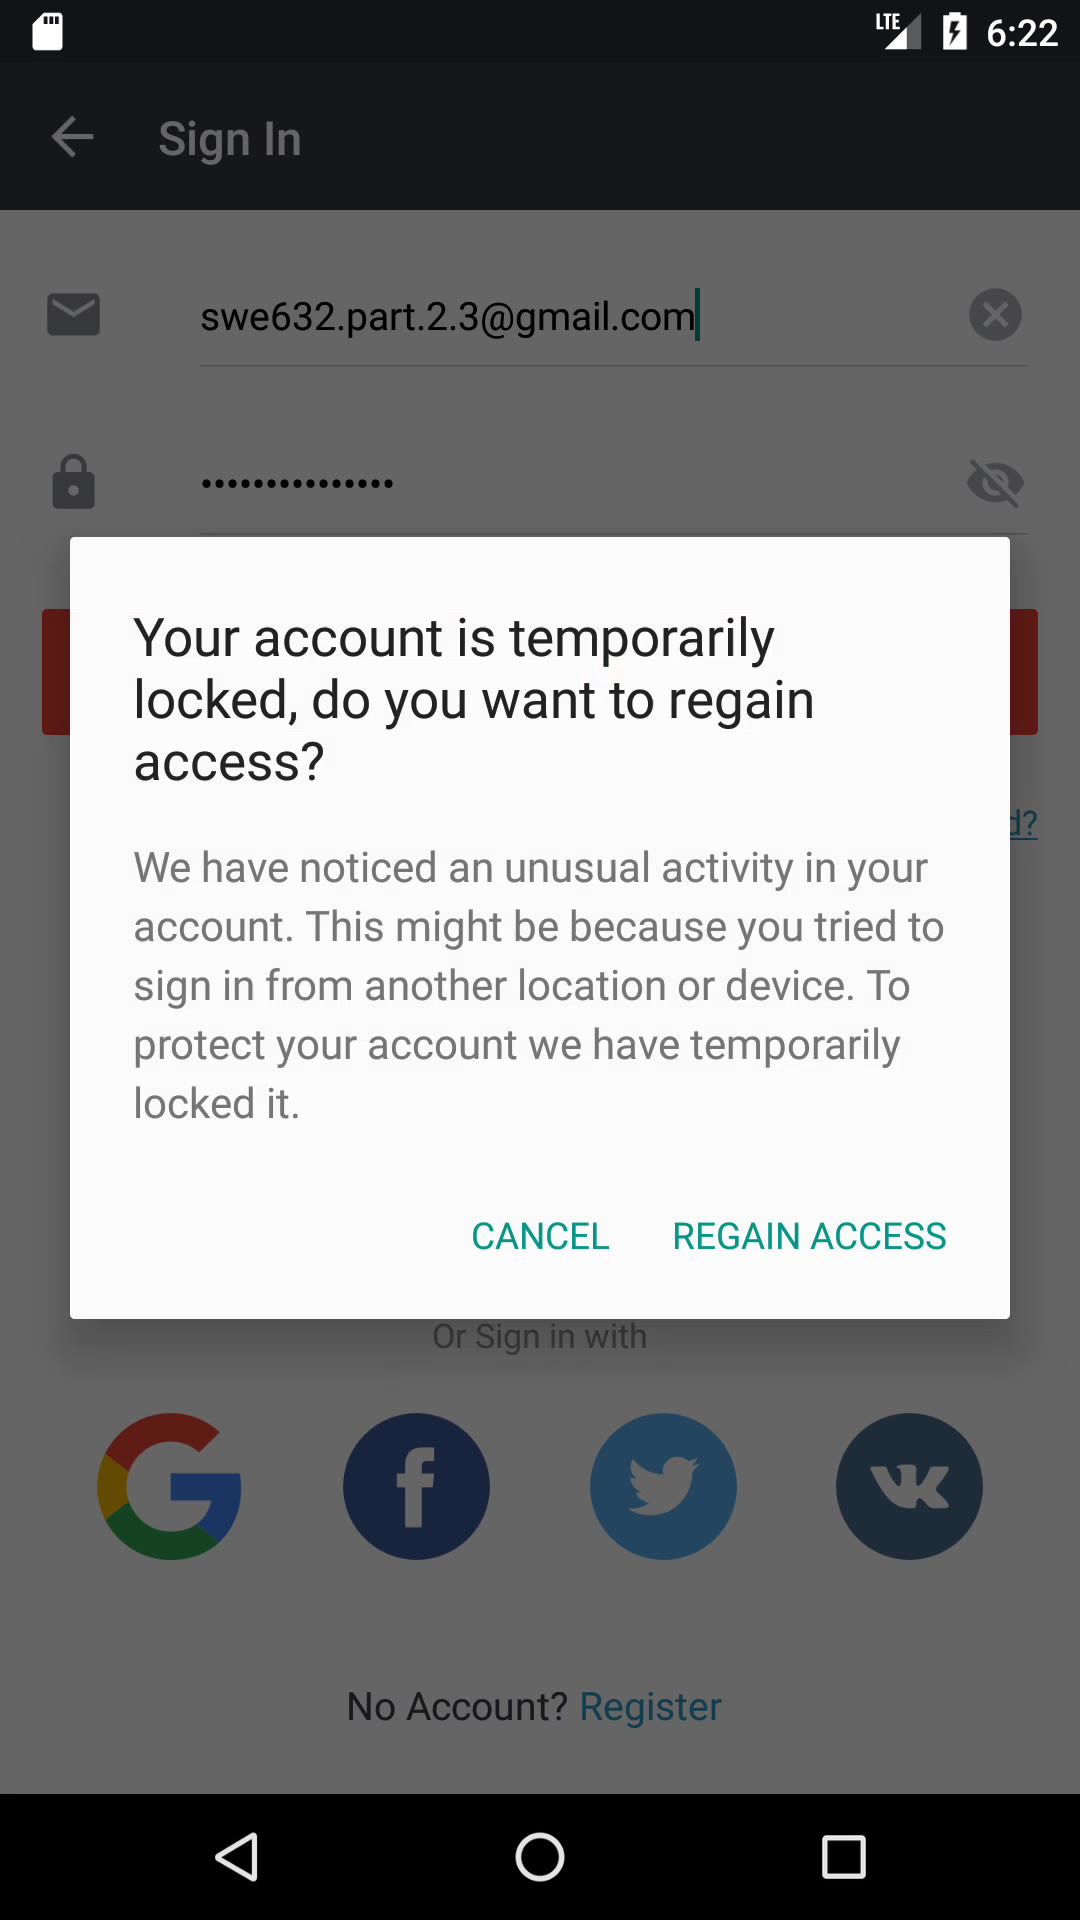 LTE 6:22
Sign In
swe632.part.2.3@gmail.com
•••••••••••••••
Your account is temporarily
locked, do you want to regain
access?
d?
We have noticed an unusual activity in your
account. This might be because you tried to
sign in from another location or device. To
protect your account we have temporarily
locked it.
CANCEL REGAIN ACCESS
Or Sign in with
No Account? Register